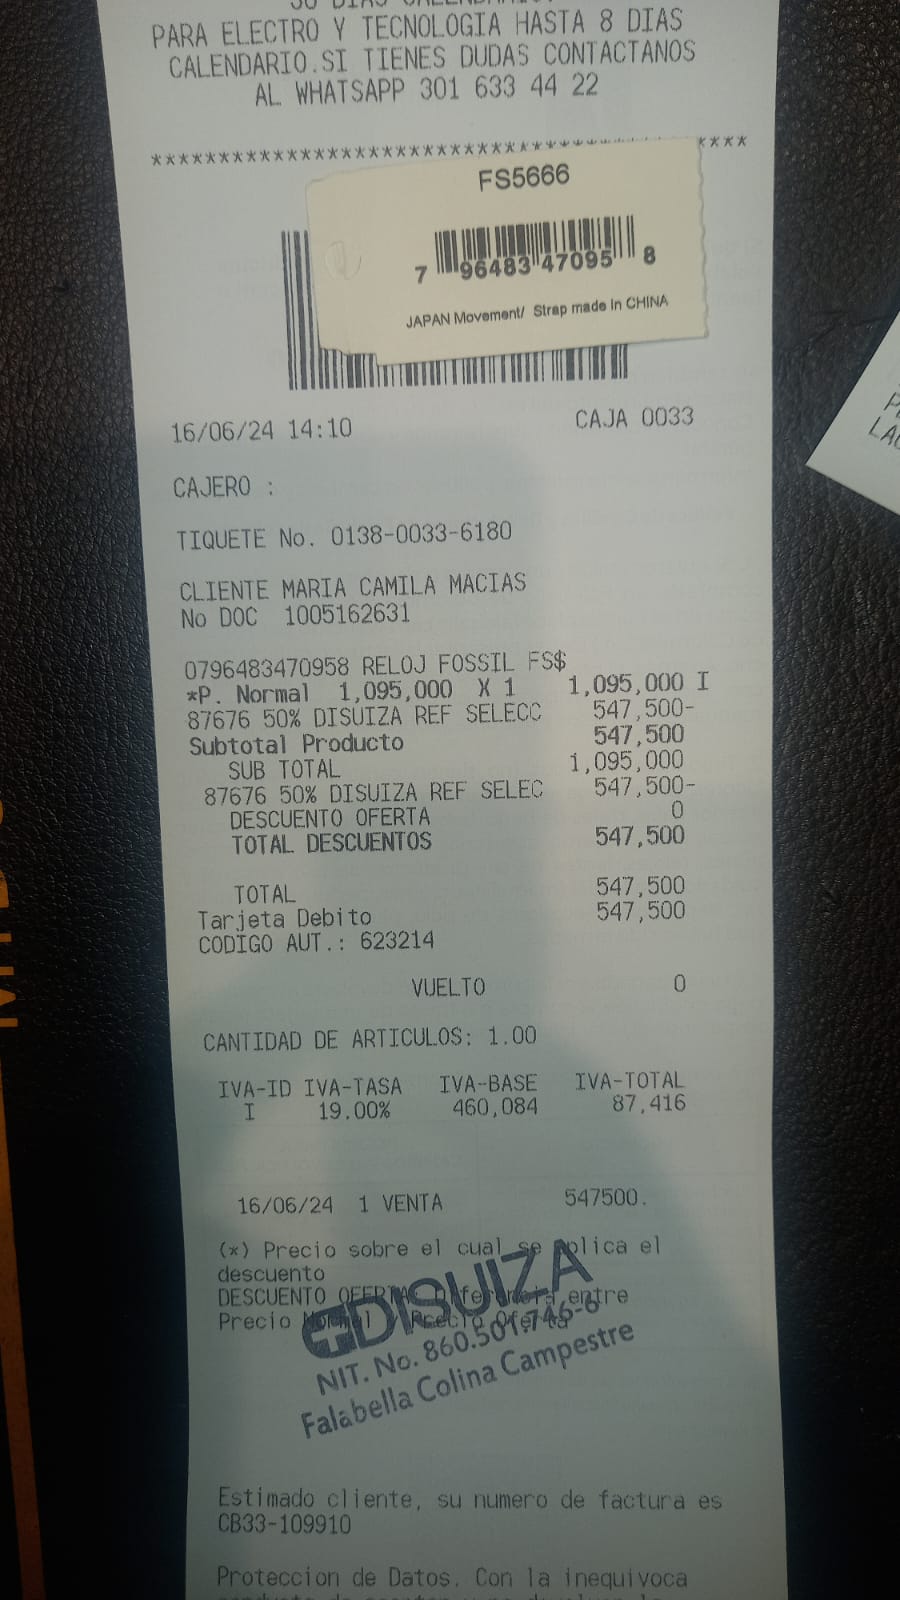 30 DIAS CALENDARIO.
PARA ELECTRO Y TECNOLOGIA HASTA 8 DIAS
CALENDARIO.SI TIENES DUDAS CONTACTANOS
AL WHATSAPP 301 633 44 22
********************************************
FS5666
7 96483 47095 8
JAPAN Movement/ Strap made in CHINA
16/06/24 14:10 CAJA 0033
CAJERO :
TIQUETE No. 0138-0033-6180
CLIENTE MARIA CAMILA MACIAS
No DOC 1005162631
0796483470958 RELOJ FOSSIL FS$
*P. Normal 1,095,000 X 1 1,095,000 I
87676 50% DISUIZA REF SELECC 547,500-
Subtotal Producto 547,500
SUB TOTAL 1,095,000
87676 50% DISUIZA REF SELEC 547,500-
DESCUENTO OFERTA 0
TOTAL DESCUENTOS 547,500
TOTAL 547,500
Tarjeta Debito 547,500
CODIGO AUT.: 623214
VUELTO 0
CANTIDAD DE ARTICULOS: 1.00
IVA-ID IVA-TASA IVA-BASE IVA-TOTAL
I 19.00% 460,084 87,416
16/06/24 1 VENTA 547500.
(*) Precio sobre el cual se aplica el
descuento
DESCUENTO OFERTA Diferencia entre
Precio Normal Precio Oferta
DISUIZA
NIT. No. 860.501.746-6
Falabella Colina Campestre
Estimado cliente, su numero de factura es
CB33-109910
Proteccion de Datos. Con la inequivoca